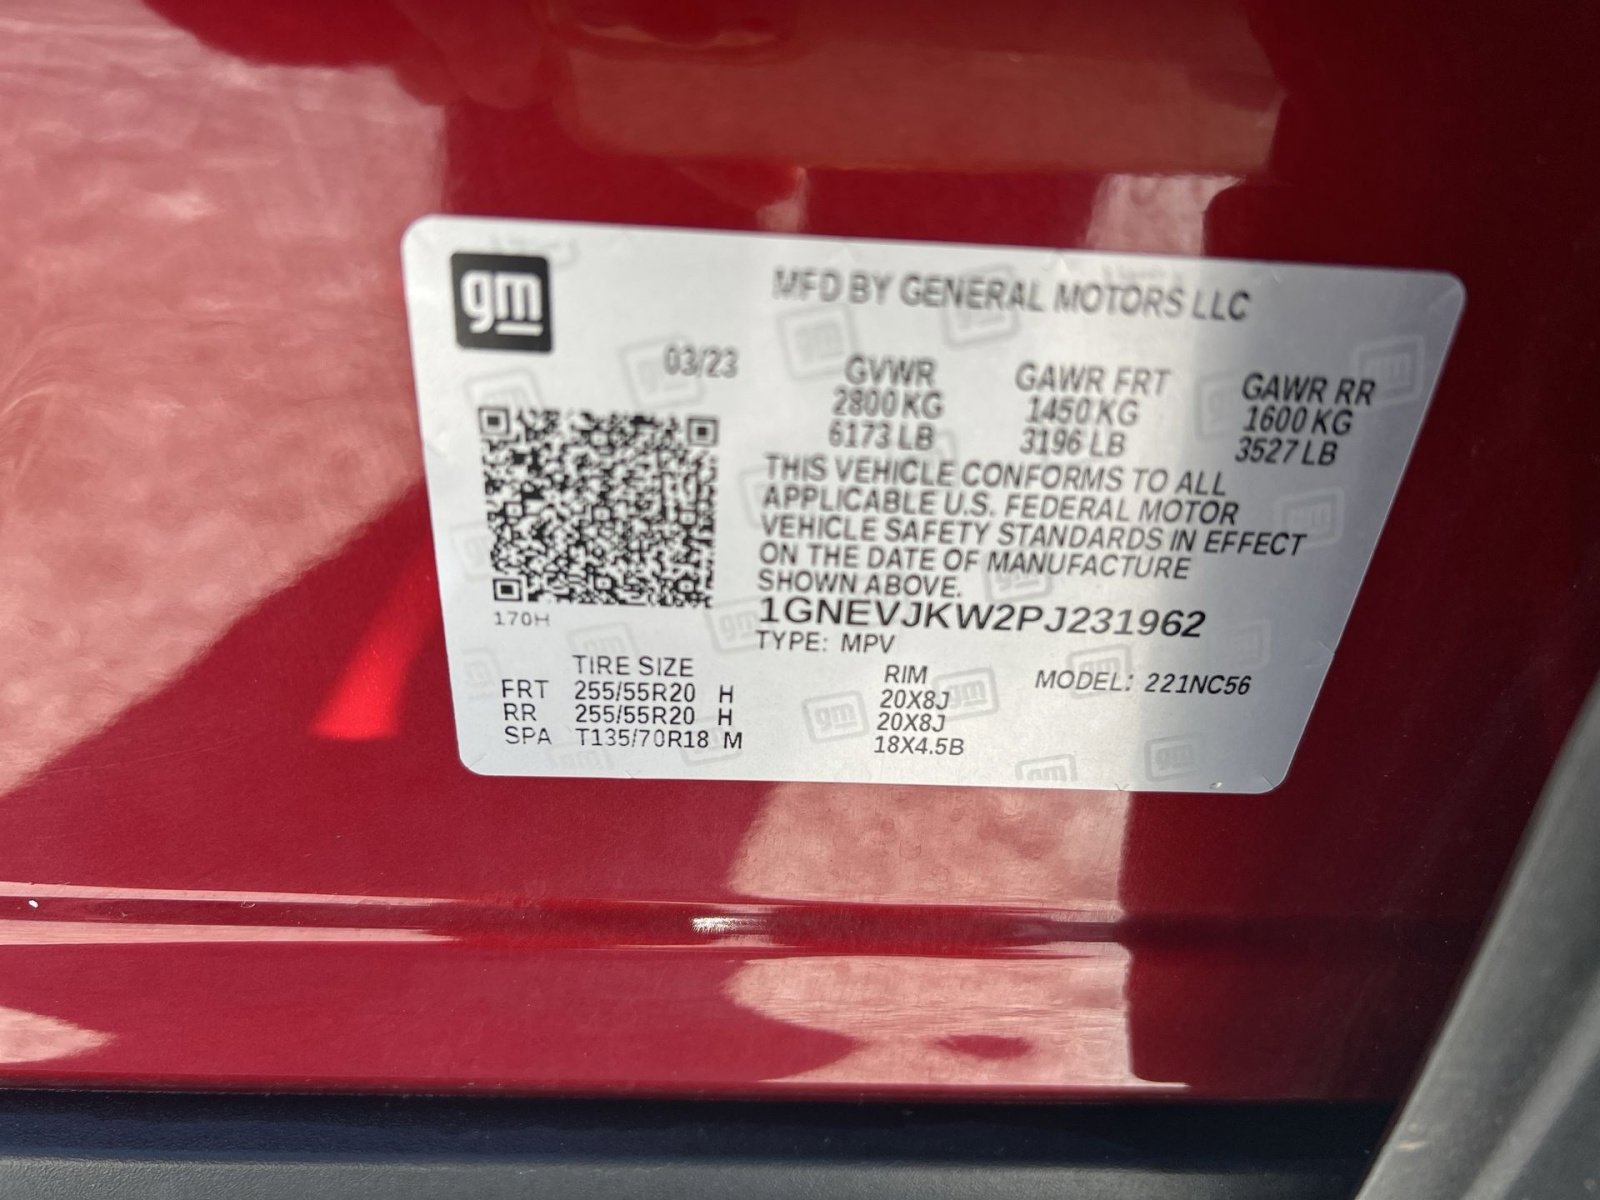 gm
MFD BY GENERAL MOTORS LLC
03/23
GVWR GAWR FRT GAWR RR
2800 KG 1450 KG 1600 KG
6173 LB 3196 LB 3527 LB
THIS VEHICLE CONFORMS TO ALL
APPLICABLE U.S. FEDERAL MOTOR
VEHICLE SAFETY STANDARDS IN EFFECT
ON THE DATE OF MANUFACTURE
SHOWN ABOVE.
170H
1GNEVJKW2PJ231962
TYPE: MPV
TIRE SIZE RIM MODEL: 221NC56
FRT 255/55R20 H 20X8J
RR 255/55R20 H 20X8J
SPA T135/70R18 M 18X4.5B